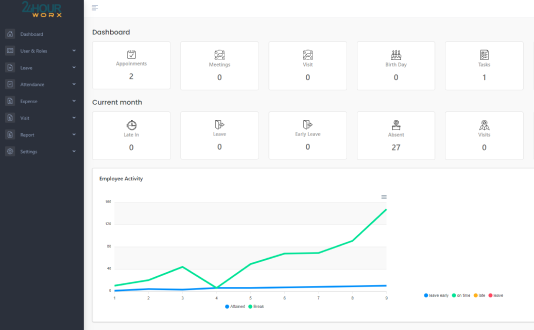 24HOUR
WORX
Dashboard
User & Roles
Leave
Attendance
Expense
Visit
Report
Settings
Dashboard
Appointments
2
Meetings
0
Visit
0
Birth Day
0
Tasks
1
Current month
Late In
0
Leave
0
Early Leave
0
Absent
27
Visits
0
Employee Activity
160
120
80
40
0
1 2 3 4 5 6 7 8 9
Attened Break
leave early on time late leave